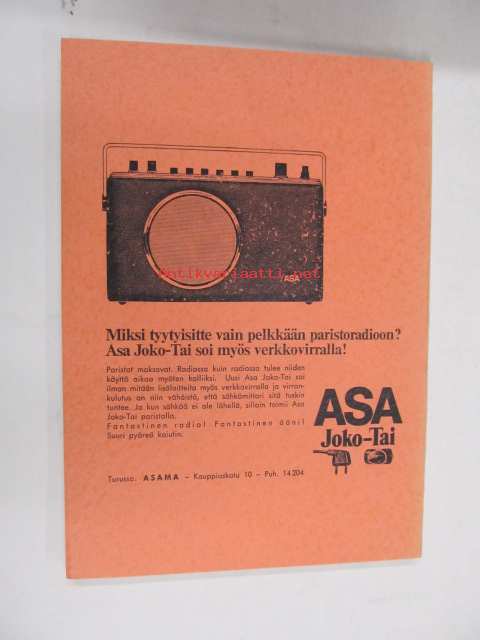 antikvariaatti.net
ASA
Miksi tyytyisitte vain pelkkään paristoradioon?
Asa Joko-Tai soi myös verkkovirralla!
Paristot maksavat. Radiossa kuin radiossa tulee niiden
käyttö aikaa myöten kalliiksi. Uusi Asa Joko-Tai soi
ilman mitään lisälaitteita myös verkkovirralla ja virran-
kulutus on niin vähäistä, että sähkömittari sitä tuskin
tuntee. Ja kun sähköä ei ole lähellä, silloin toimii Asa
Joko-Tai paristolla.
Fantastinen radio! Fantastinen ääni!
Suuri pyöreä kaiutin.
ASA
Joko-Tai
Turussa: ASAMA – Kauppiaskatu 10 – Puh. 14 204